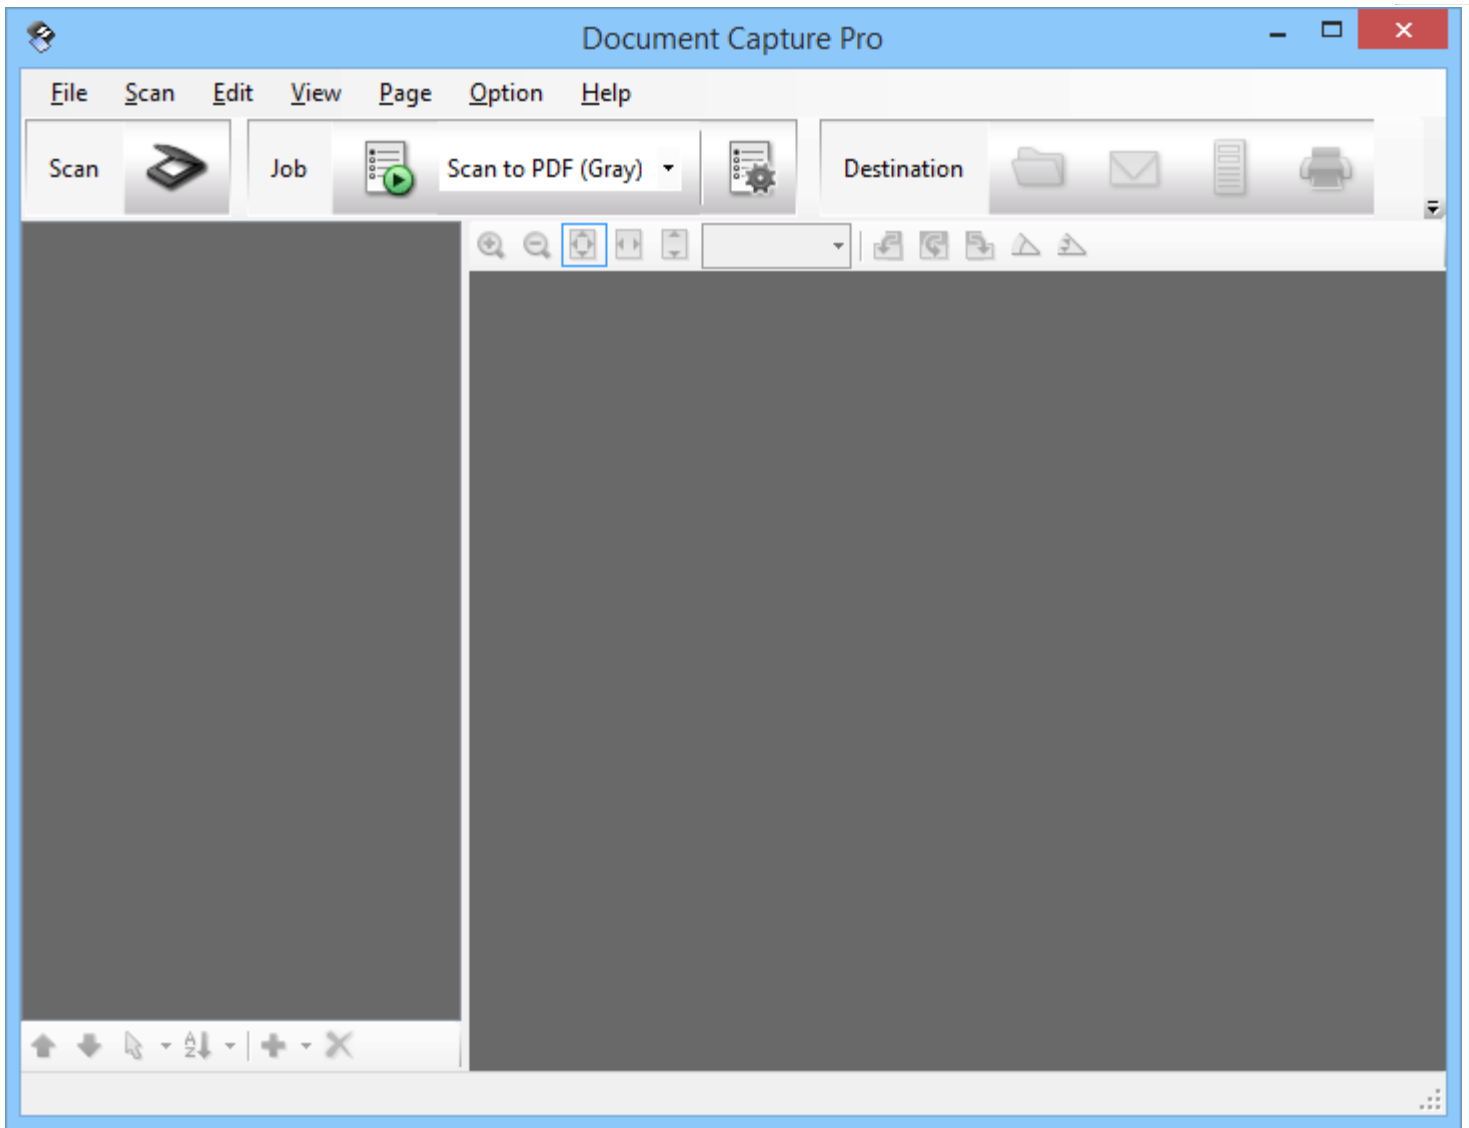 Document Capture Pro
File Scan Edit View Page Option Help
Scan Job Scan to PDF (Gray) Destination